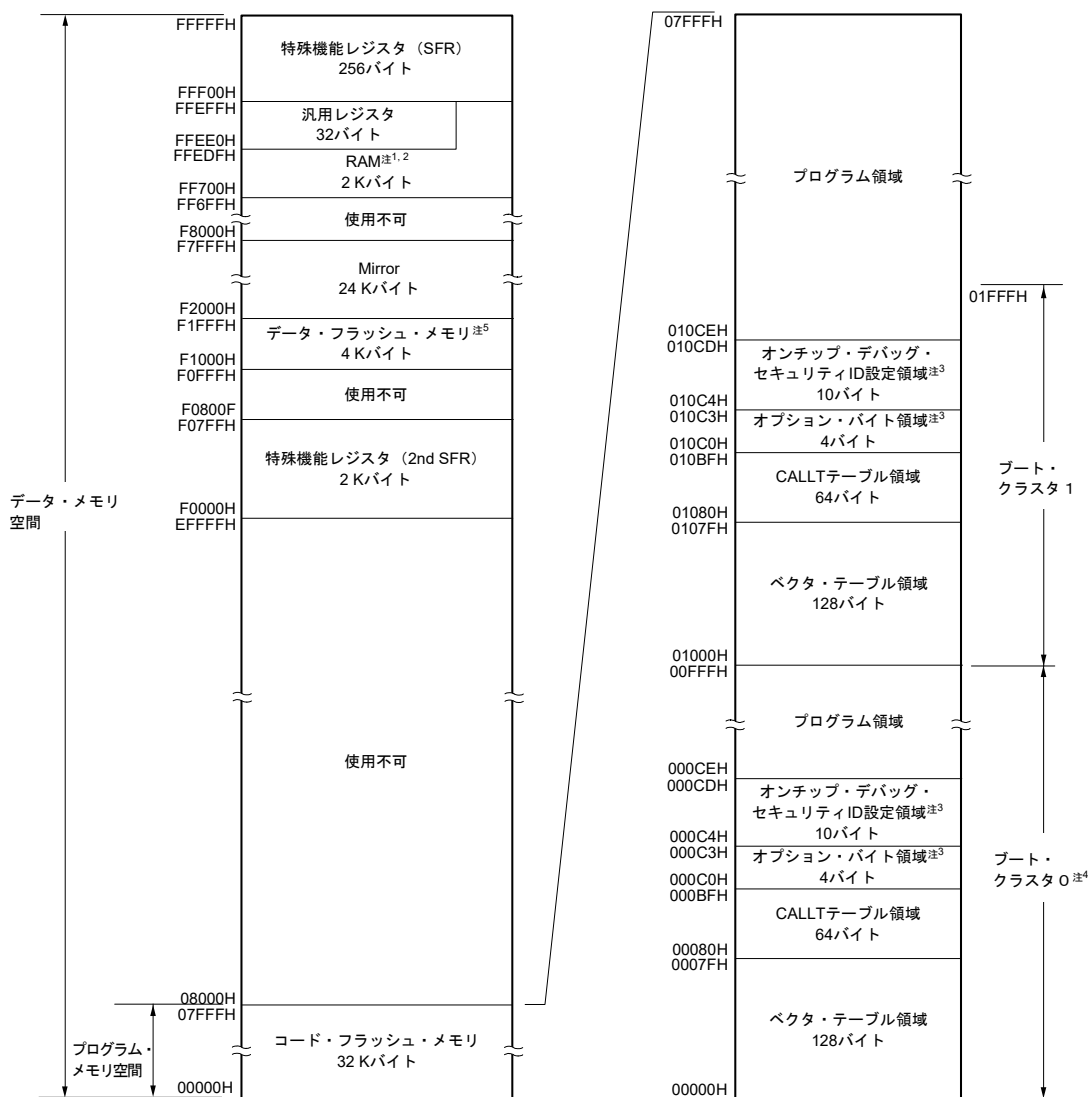 FFFFFH
特殊機能レジスタ（SFR）
256バイト
FFF00H
FFEFFH
汎用レジスタ
32バイト
FFEE0H
FFEDFH
RAM注1, 2
2 Kバイト
FF700H
FF6FFH
使用不可
F8000H
F7FFFH
Mirror
24 Kバイト
F2000H
F1FFFH
データ・フラッシュ・メモリ注5
4 Kバイト
F1000H
F0FFFH
使用不可
F0800F
F07FFH
特殊機能レジスタ（2nd SFR）
2 Kバイト
F0000H
EFFFFH
データ・メモリ
空間
使用不可
08000H
07FFFH
コード・フラッシュ・メモリ
32 Kバイト
プログラム・
メモリ空間
00000H
07FFFH
プログラム領域
01FFFH
010CEH
010CDH
オンチップ・デバッグ・
セキュリティID設定領域注3
10バイト
010C4H
010C3H
オプション・バイト領域注3
4バイト
010C0H
010BFH
CALLTテーブル領域
64バイト
ブート・
クラスタ 1
01080H
0107FH
ベクタ・テーブル領域
128バイト
01000H
00FFFH
プログラム領域
000CEH
000CDH
オンチップ・デバッグ・
セキュリティID設定領域注3
10バイト
000C4H
000C3H
オプション・バイト領域注3
4バイト
000C0H
000BFH
ブート・
クラスタ 0 注4
CALLTテーブル領域
64バイト
00080H
0007FH
ベクタ・テーブル領域
128バイト
00000H